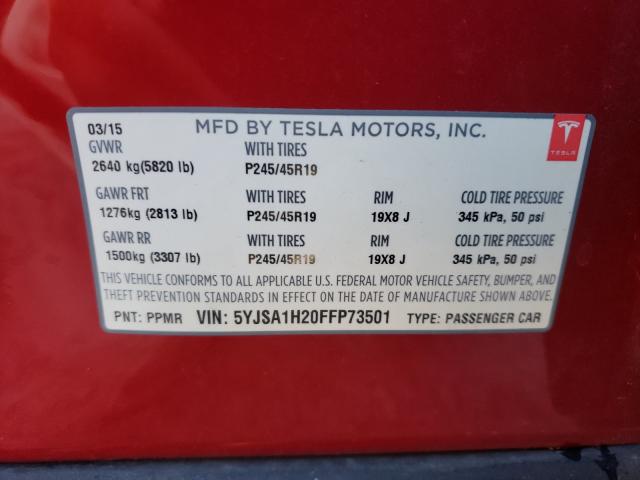 03/15 MFD BY TESLA MOTORS, INC.
TESLA
GVWR WITH TIRES
2640 kg(5820 lb) P245/45R19
GAWR FRT WITH TIRES RIM COLD TIRE PRESSURE
1276kg (2813 lb) P245/45R19 19X8 J 345 kPa, 50 psi
GAWR RR WITH TIRES RIM COLD TIRE PRESSURE
1500kg (3307 lb) P245/45R19 19X8 J 345 kPa, 50 psi
THIS VEHICLE CONFORMS TO ALL APPLICABLE U.S. FEDERAL MOTOR VEHICLE SAFETY, BUMPER, AND
THEFT PREVENTION STANDARDS IN EFFECT ON THE DATE OF MANUFACTURE SHOWN ABOVE.
PNT: PPMR VIN: 5YJSA1H20FFP73501 TYPE: PASSENGER CAR